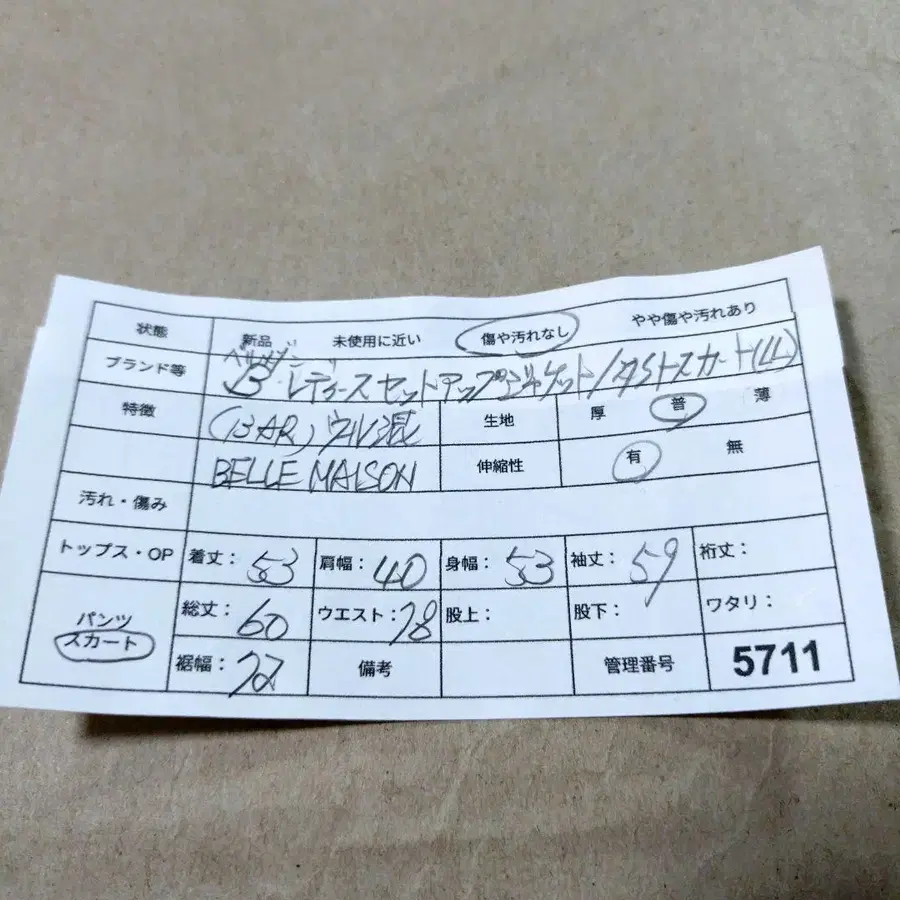 状態 新品 未使用に近い 傷や汚れなし やや傷や汚れあり
ベルメゾン
ブランド等 B レディースセットアップジャケット/タイトスカート(LL)
特徴 (13AR) ウール混 生地 厚 普 薄
BELLE MAISON 伸縮性 有 無
汚れ・傷み
トップス・OP 着丈: 53 肩幅: 40 身幅: 53 袖丈: 59 裄丈:
パンツ スカート 総丈: 60 ウエスト: 78 股上: 股下: ワタリ:
裾幅: 72 備考 管理番号 5711